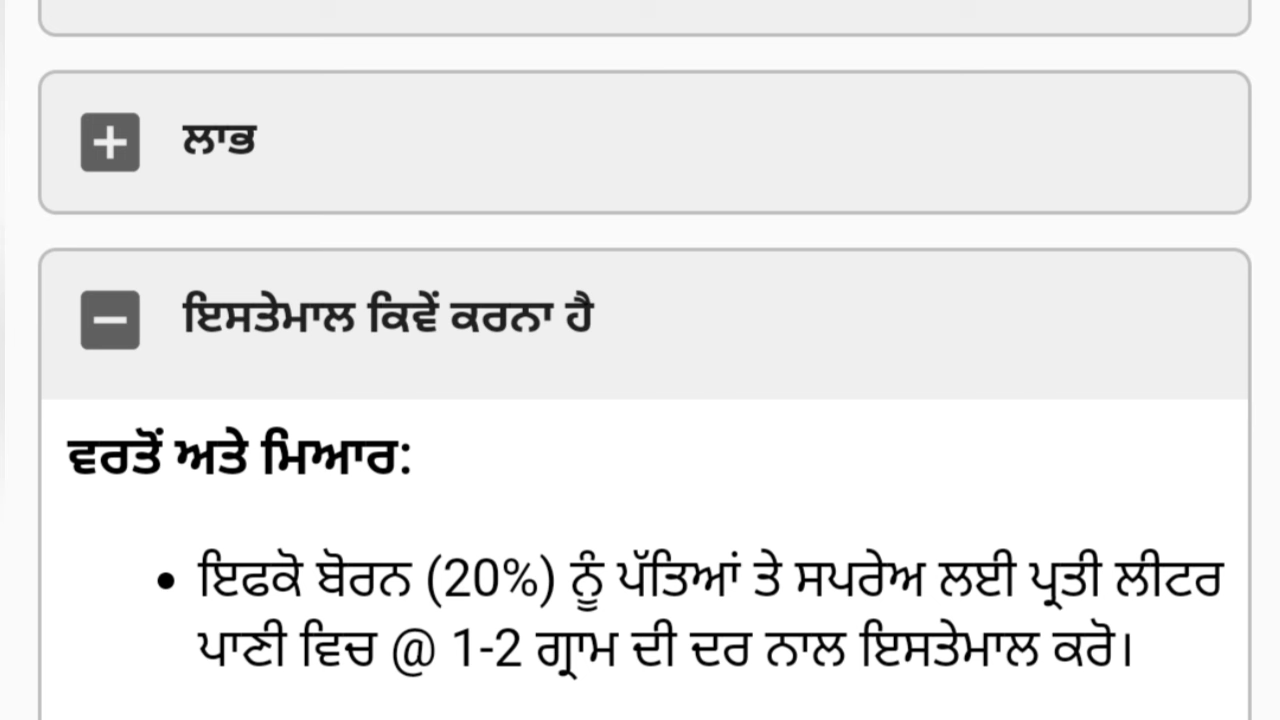 ਲਾਭ
ਇਸਤੇਮਾਲ ਕਿਵੇਂ ਕਰਨਾ ਹੈ
ਵਰਤੋਂ ਅਤੇ ਮਿਆਰ:
• ਇਫਕੋ ਬੋਰਨ (20%) ਨੂੰ ਪੱਤਿਆਂ ਤੇ ਸਪਰੇਅ ਲਈ ਪ੍ਰਤੀ ਲੀਟਰ
ਪਾਣੀ ਵਿਚ @ 1-2 ਗ੍ਰਾਮ ਦੀ ਦਰ ਨਾਲ ਇਸਤੇਮਾਲ ਕਰੋ।